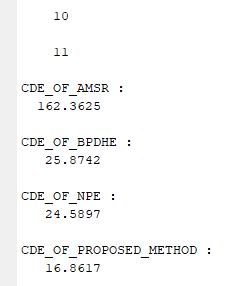 10
11
CDE_OF_AMSR :
162.3625
CDE_OF_BPDHE :
25.8742
CDE_OF_NPE :
24.5897
CDE_OF_PROPOSED_METHOD :
16.8617